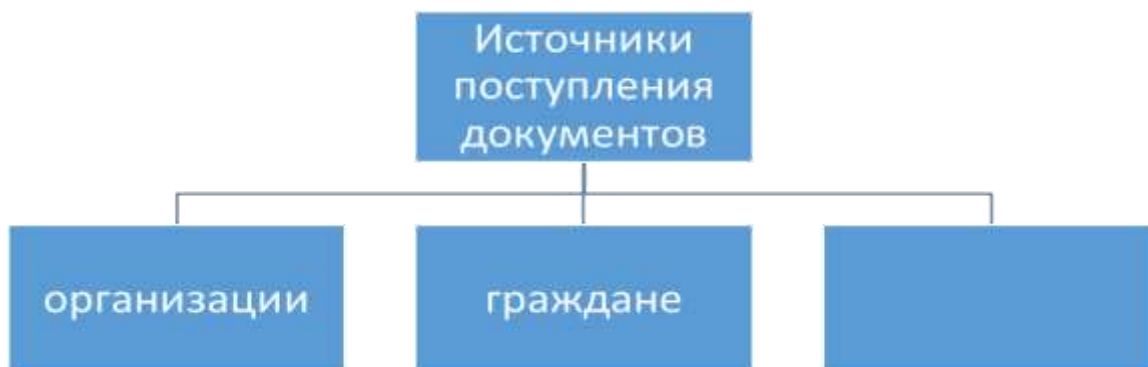 Источники
поступления
документов
организации
граждане